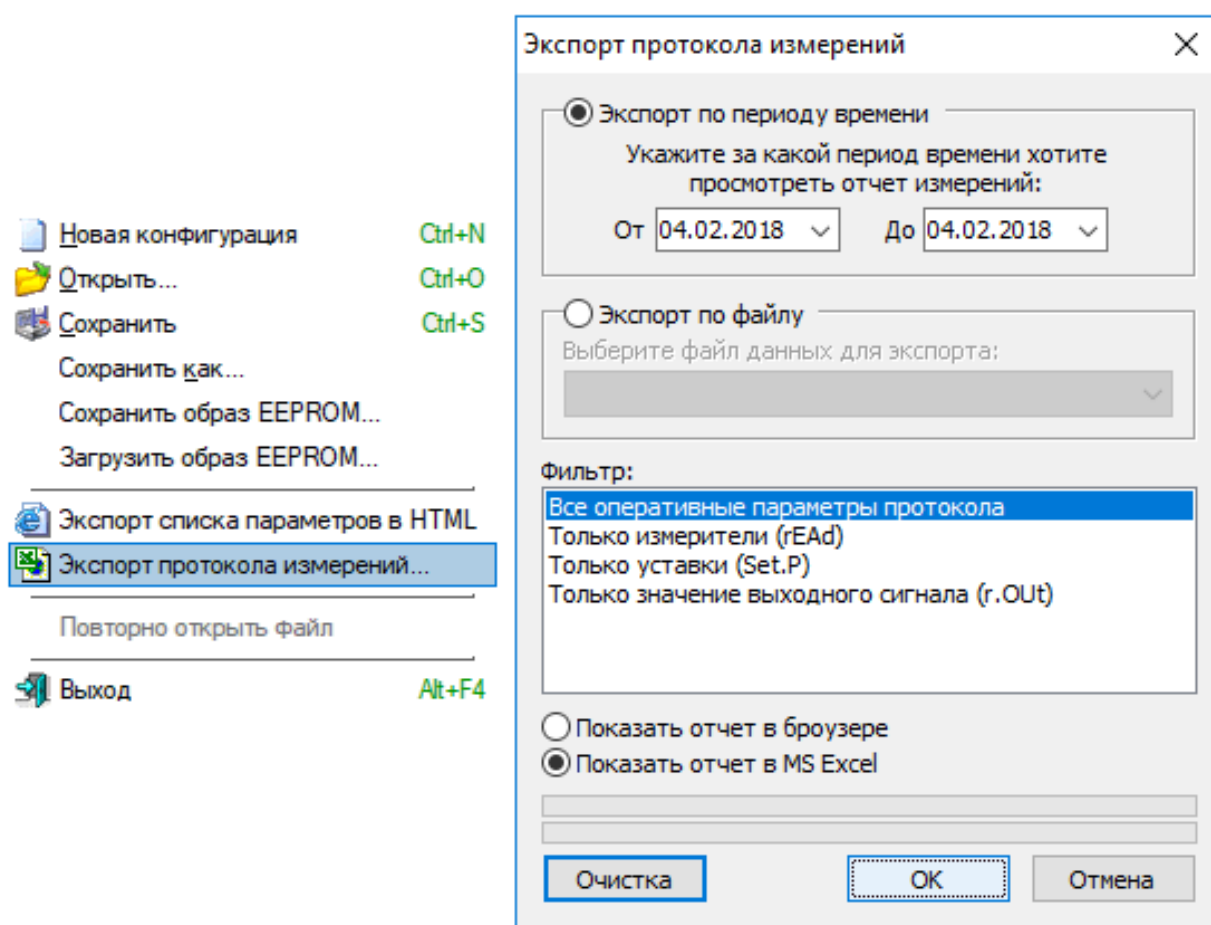 Новая конфигурация Ctrl+N
Открыть... Ctrl+O
Сохранить Ctrl+S
Сохранить как...
Сохранить образ EEPROM...
Загрузить образ EEPROM...
Экспорт списка параметров в HTML
Экспорт протокола измерений...
Повторно открыть файл
Выход Alt+F4
Экспорт протокола измерений
Экспорт по периоду времени
Укажите за какой период времени хотите
просмотреть отчет измерений:
От 04.02.2018 До 04.02.2018
Экспорт по файлу
Выберите файл данных для экспорта:
Фильтр:
Все оперативные параметры протокола
Только измерители (rEAd)
Только уставки (Set.P)
Только значение выходного сигнала (r.OUt)
Показать отчет в броузере
Показать отчет в MS Excel
Очистка OK Отмена